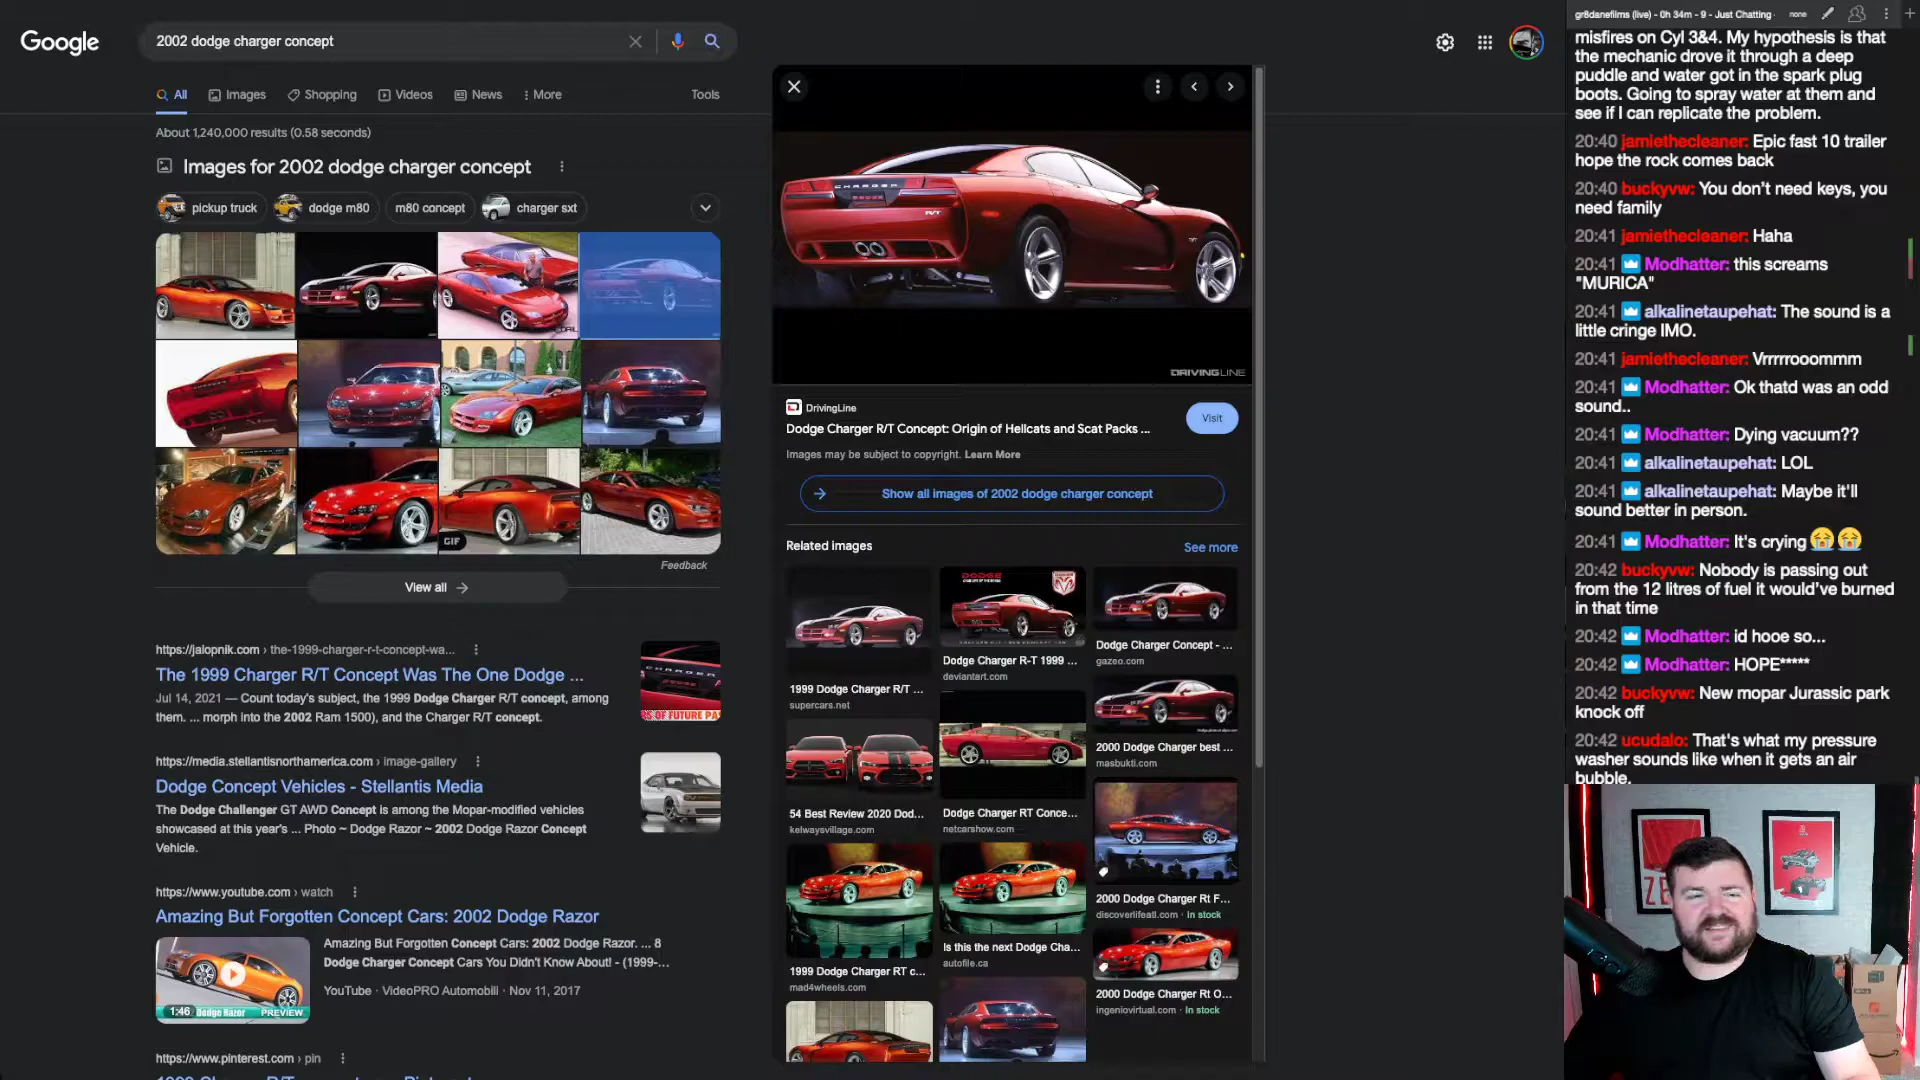 Google
2002 dodge charger concept
All
Images
Shopping
Videos
News
More
Tools
About 1,240,000 results (0.58 seconds)
Images for 2002 dodge charger concept
pickup truck
dodge m80
m80 concept
charger sxt
GIF
Feedback
View all
https://jalopnik.com › the-1999-charger-r-t-concept-wa...
The 1999 Charger R/T Concept Was The One Dodge ...
Jul 14, 2021 — Count today's subject, the 1999 Dodge Charger R/T concept, among
them. ... morph into the 2002 Ram 1500), and the Charger R/T concept.
https://media.stellantisnorthamerica.com › image-gallery
Dodge Concept Vehicles - Stellantis Media
The Dodge Challenger GT AWD Concept is among the Mopar-modified vehicles
showcased at this year's ... Photo ~ Dodge Razor ~ 2002 Dodge Razor Concept
Vehicle.
https://www.youtube.com › watch
Amazing But Forgotten Concept Cars: 2002 Dodge Razor
Amazing But Forgotten Concept Cars: 2002 Dodge Razor. ... 8
Dodge Charger Concept Cars You Didn't Know About! - (1999-...
YouTube · VideoPRO Automobili · Nov 11, 2017
1:46 Dodge Razor PREVIEW
https://www.pinterest.com › pin
CHARGER
R/T
DRIVINGLINE
DrivingLine
Dodge Charger R/T Concept: Origin of Hellcats and Scat Packs ...
Visit
Images may be subject to copyright. Learn More
Show all images of 2002 dodge charger concept
Related images
See more
1999 Dodge Charger R/T ...
supercars.net
DODGE
Dodge Charger R-T 1999 ...
deviantart.com
Dodge Charger Concept - ...
gazeo.com
2000 Dodge Charger best ...
masbukti.com
54 Best Review 2020 Dod...
kelwaysvillage.com
Dodge Charger RT Conce...
netcarshow.com
2000 Dodge Charger Rt F...
discoverlifeatl.com · In stock
1999 Dodge Charger RT c...
mad4wheels.com
Is this the next Dodge Cha...
autofile.ca
2000 Dodge Charger Rt O...
ingeniovirtual.com · In stock
gr8danefilms (live) - 0h 34m - 9 - Just Chatting
none
misfires on Cyl 3&4. My hypothesis is that
the mechanic drove it through a deep
puddle and water got in the spark plug
boots. Going to spray water at them and
see if I can replicate the problem.
20:40 jamiethecleaner: Epic fast 10 trailer
hope the rock comes back
20:40 buckyvw: You don't need keys, you
need family
20:41 jamiethecleaner: Haha
20:41 Modhatter: this screams
"MURICA"
20:41 alkalinetaupehat: The sound is a
little cringe IMO.
20:41 jamiethecleaner: Vrrrrrooommm
20:41 Modhatter: Ok thatd was an odd
sound..
20:41 Modhatter: Dying vacuum??
20:41 alkalinetaupehat: LOL
20:41 alkalinetaupehat: Maybe it'll
sound better in person.
20:41 Modhatter: It's crying 😭😭
20:42 buckyvw: Nobody is passing out
from the 12 litres of fuel it would've burned
in that time
20:42 Modhatter: id hooe so...
20:42 Modhatter: HOPE*****
20:42 buckyvw: New mopar Jurassic park
knock off
20:42 ucudalo: That's what my pressure
washer sounds like when it gets an air
bubble.